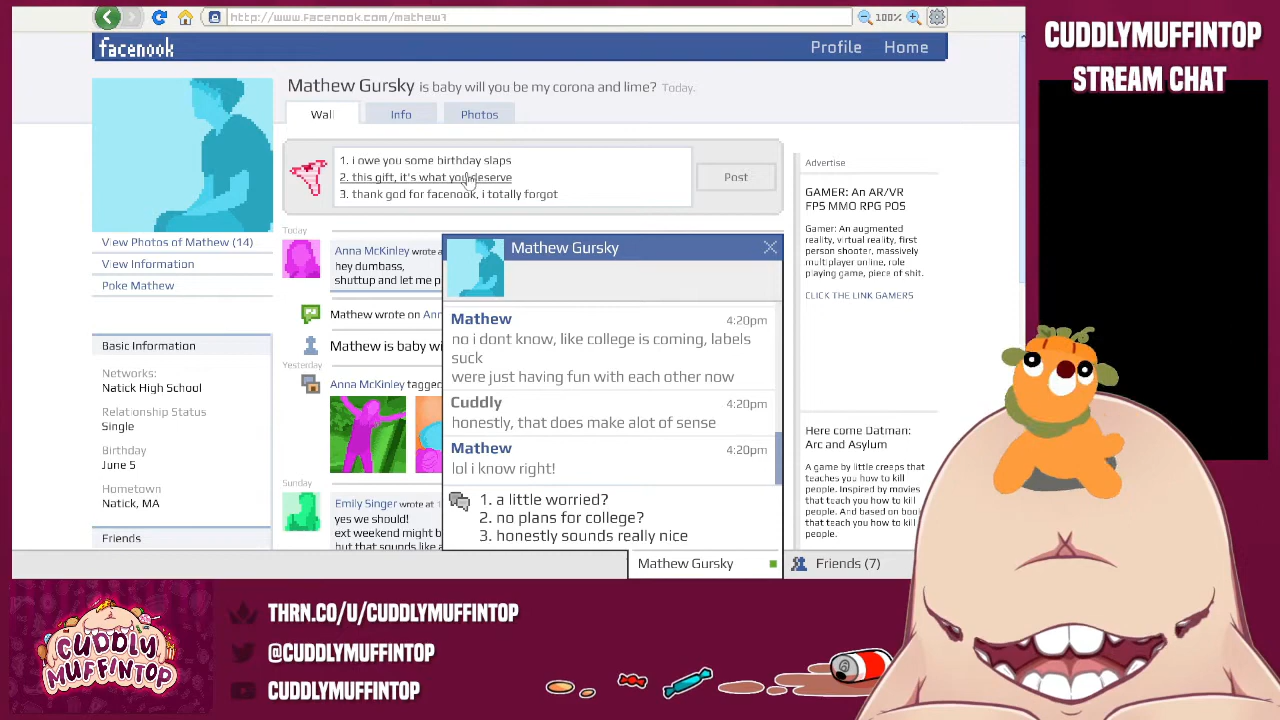 http://www.Facenook.com/mathew?
100%
facenook
Profile
Home
Mathew Gursky is baby will you be my corona and lime? Today.
Wall
Info
Photos
1. i owe you some birthday slaps
2. this gift, it's what you deserve
3. thank god for facenook, i totally forgot
Post
View Photos of Mathew (14)
View Information
Poke Mathew
Basic Information
Networks:
Natick High School
Relationship Status
Single
Birthday
June 5
Hometown
Natick, MA
Friends
Today
Anna McKinley wrote a
hey dumbass,
shuttup and let me p
Mathew wrote on Ann
Mathew is baby wi
Yesterday
Anna McKinley tagged
Sunday
Emily Singer wrote at 1
yes we should!
ext weekend might b
but that sounds like a
Mathew Gursky
Mathew 4:20pm
no i dont know, like college is coming, labels
suck
were just having fun with each other now
Cuddly 4:20pm
honestly, that does make alot of sense
Mathew 4:20pm
lol i know right!
1. a little worried?
2. no plans for college?
3. honestly sounds really nice
Mathew Gursky
Friends (7)
Advertise
GAMER: An AR/VR
FPS MMO RPG POS
Gamer: An augmented
reality, virtual reality, first
person shooter, massively
multiplayer online, role
playing game, piece of shit.
CLICK THE LINK GAMERS
Here come Datman:
Arc and Asylum
A game by little creeps that
teaches you how to kill
people. Inspired by movies
that teach you how to kill
people. And based on boo
teach you how to kill
people.
CUDDLYMUFFINTOP
STREAM CHAT
CUDDLY
MUFFINTOP
THRN.CO/U/CUDDLYMUFFINTOP
@CUDDLYMUFFINTOP
CUDDLYMUFFINTOP